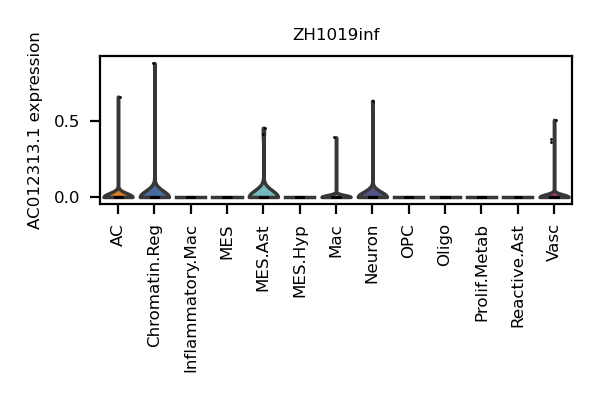 ZH1019inf
AC012313.1 expression
0.5
0.0
AC
Chromatin.Reg
Inflammatory.Mac
MES
MES.Ast
MES.Hyp
Mac
Neuron
OPC
Oligo
Prolif.Metab
Reactive.Ast
Vasc